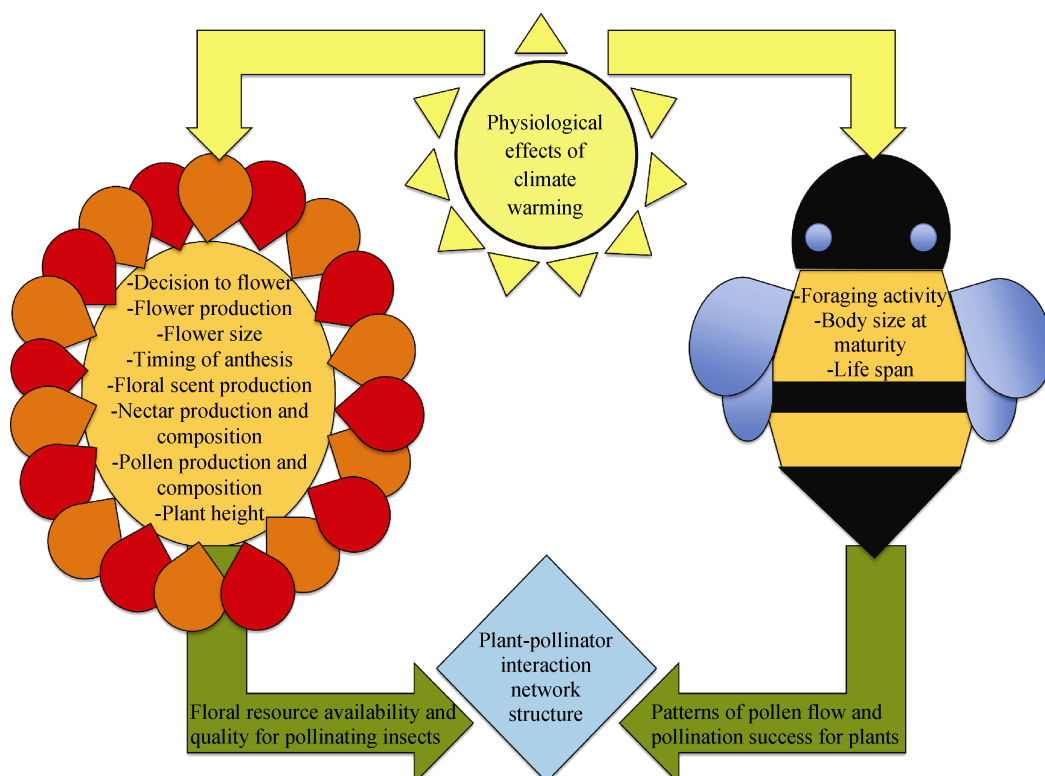 Physiological
effects of
climate
warming
-Decision to flower
-Flower production
-Flower size
-Timing of anthesis
-Floral scent production
-Nectar production and
composition
-Pollen production and
composition
-Plant height
-Foraging activity
-Body size at
maturity
-Life span
Plant-pollinator
interaction
network
structure
Floral resource availability and
quality for pollinating insects
Patterns of pollen flow and
pollination success for plants